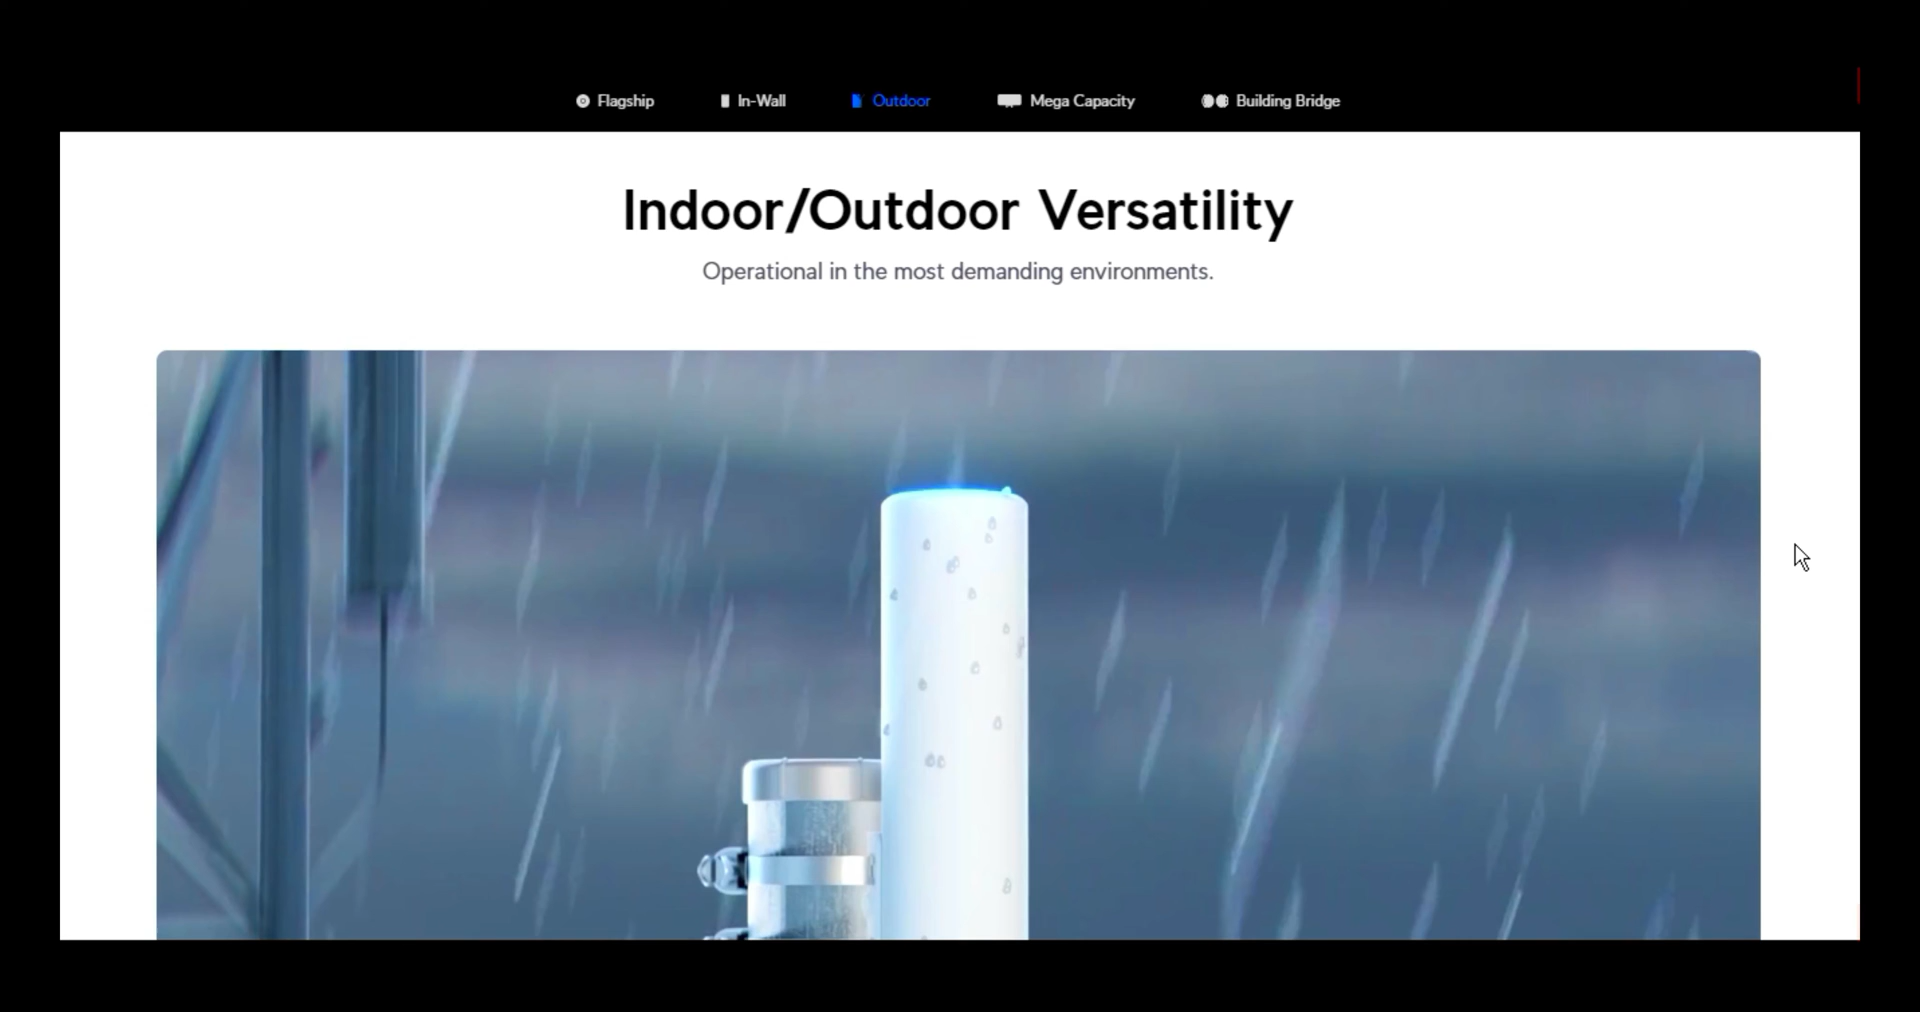 Flagship In-Wall Outdoor Mega Capacity Building Bridge
Indoor/Outdoor Versatility
Operational in the most demanding environments.